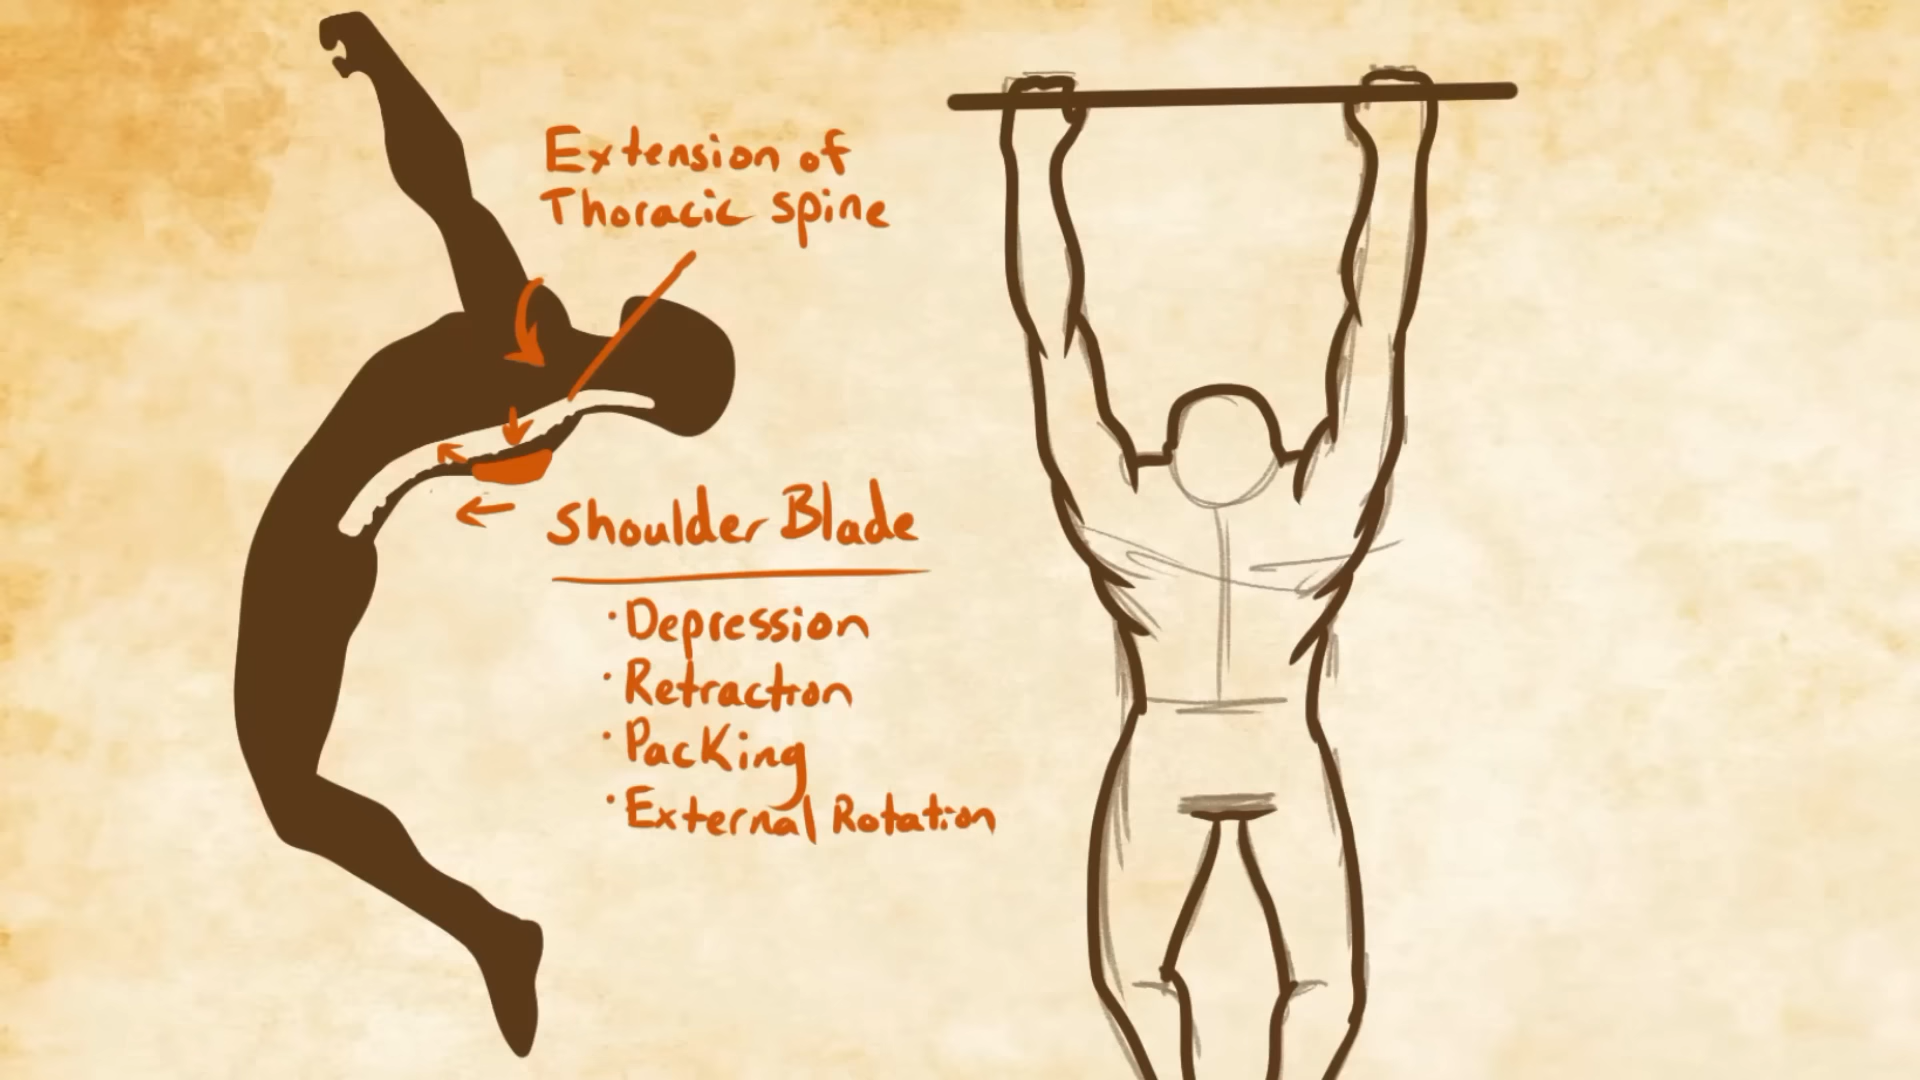 Extension of
Thoracic spine
Shoulder Blade
· Depression
· Retraction
· Packing
· External Rotation